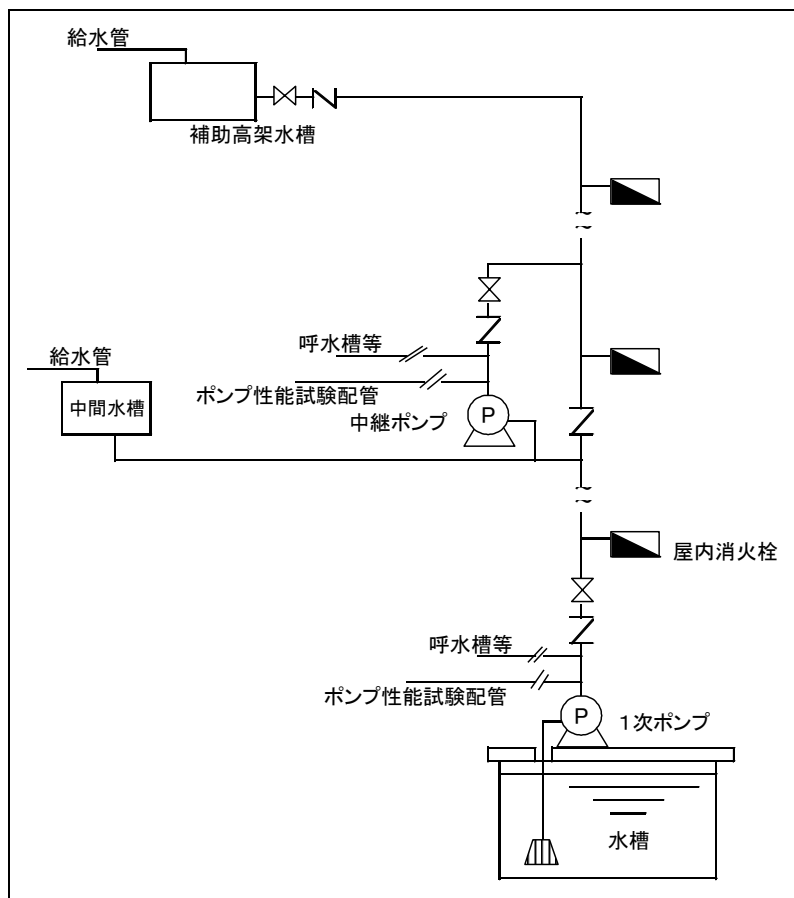 給水管
補助高架水槽
呼水槽等
給水管
ポンプ性能試験配管
中間水槽
中継ポンプ
P
屋内消火栓
呼水槽等
ポンプ性能試験配管
P
1次ポンプ
水槽